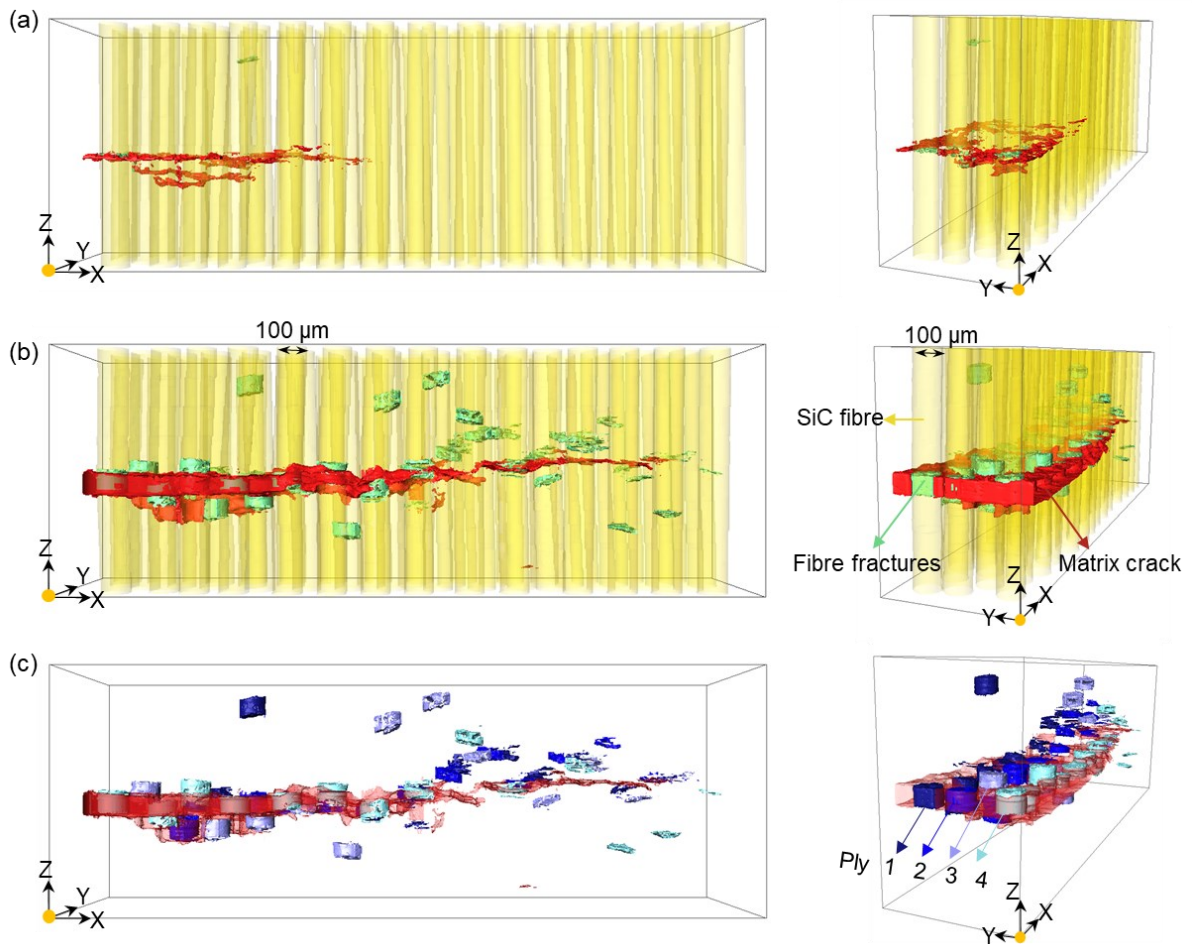 (a)
Z
Y
X
Z
X
Y
(b)
100 µm
100 µm
SiC fibre
Fibre fractures
Matrix crack
Z
Y
X
Z
X
Y
(c)
Ply 1 2 3 4
Z
Y
X
Z
X
Y